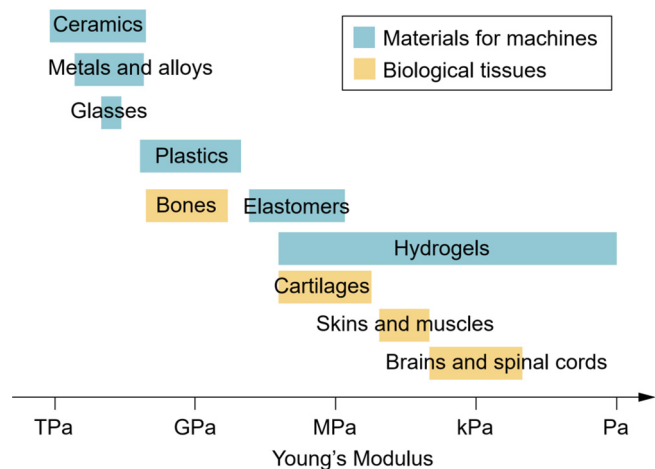 Ceramics
Materials for machines
Metals and alloys
Biological tissues
Glasses
Plastics
Bones
Elastomers
Hydrogels
Cartilages
Skins and muscles
Brains and spinal cords
TPa
GPa
MPa
kPa
Pa
Young's Modulus